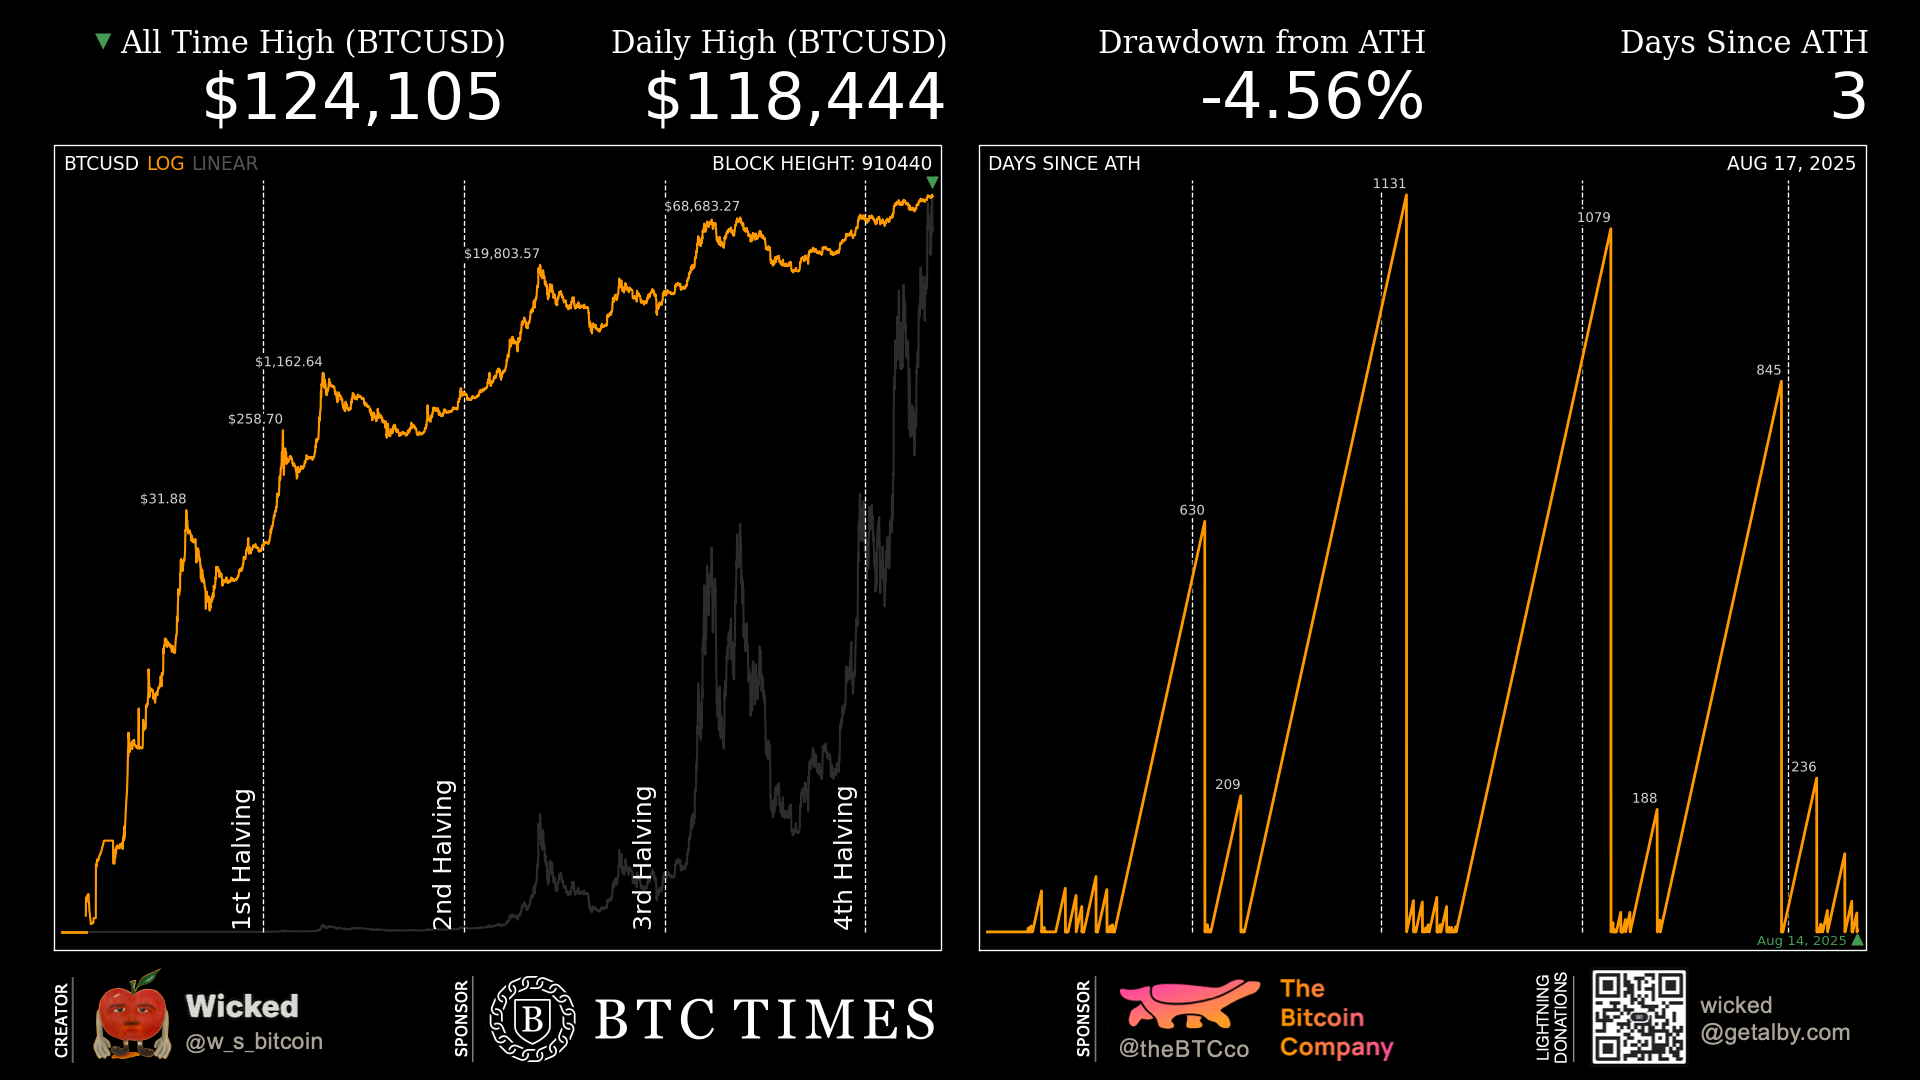 All Time High (BTCUSD)
$124,105
Daily High (BTCUSD)
$118,444
Drawdown from ATH
-4.56%
Days Since ATH
3
BTCUSD LOG LINEAR
BLOCK HEIGHT: 910440
$31.88
$258.70
$1,162.64
$19,803.57
$68,683.27
1st Halving
2nd Halving
3rd Halving
4th Halving
DAYS SINCE ATH
AUG 17, 2025
630
209
1131
1079
188
845
236
Aug 14, 2025
CREATOR
Wicked
@w_s_bitcoin
SPONSOR
B
BTC TIMES
SPONSOR
@theBTCco
The
Bitcoin
Company
LIGHTNING
DONATIONS
wicked
@getalby.com